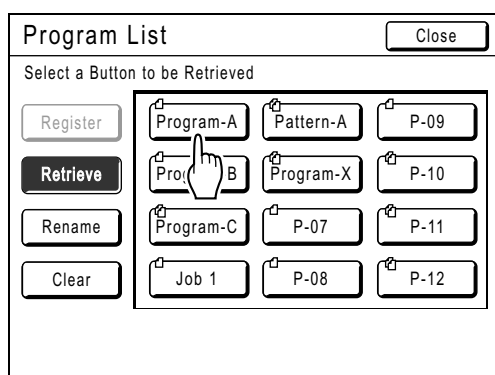 Program List
Close
Select a Button to be Retrieved
Register
Program-A
Pattern-A
P-09
Retrieve
B
Program-X
P-10
Rename
Program-C
P-07
P-11
Clear
Job 1
P-08
P-12